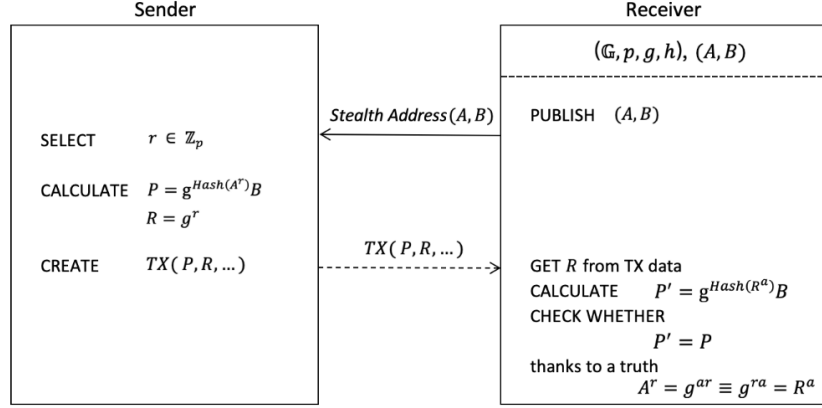 Sender
SELECT r ∈ ℤ_p
CALCULATE P = g^{Hash(A^r)}B
R = g^r
CREATE TX(P, R, …)
Stealth Address(A, B)
TX(P, R, …)
Receiver
(𝔾, p, g, h), (A, B)
PUBLISH (A, B)
GET R from TX data
CALCULATE P′ = g^{Hash(R^a)}B
CHECK WHETHER
P′ = P
thanks to a truth
A^r = g^{ar} ≡ g^{ra} = R^a